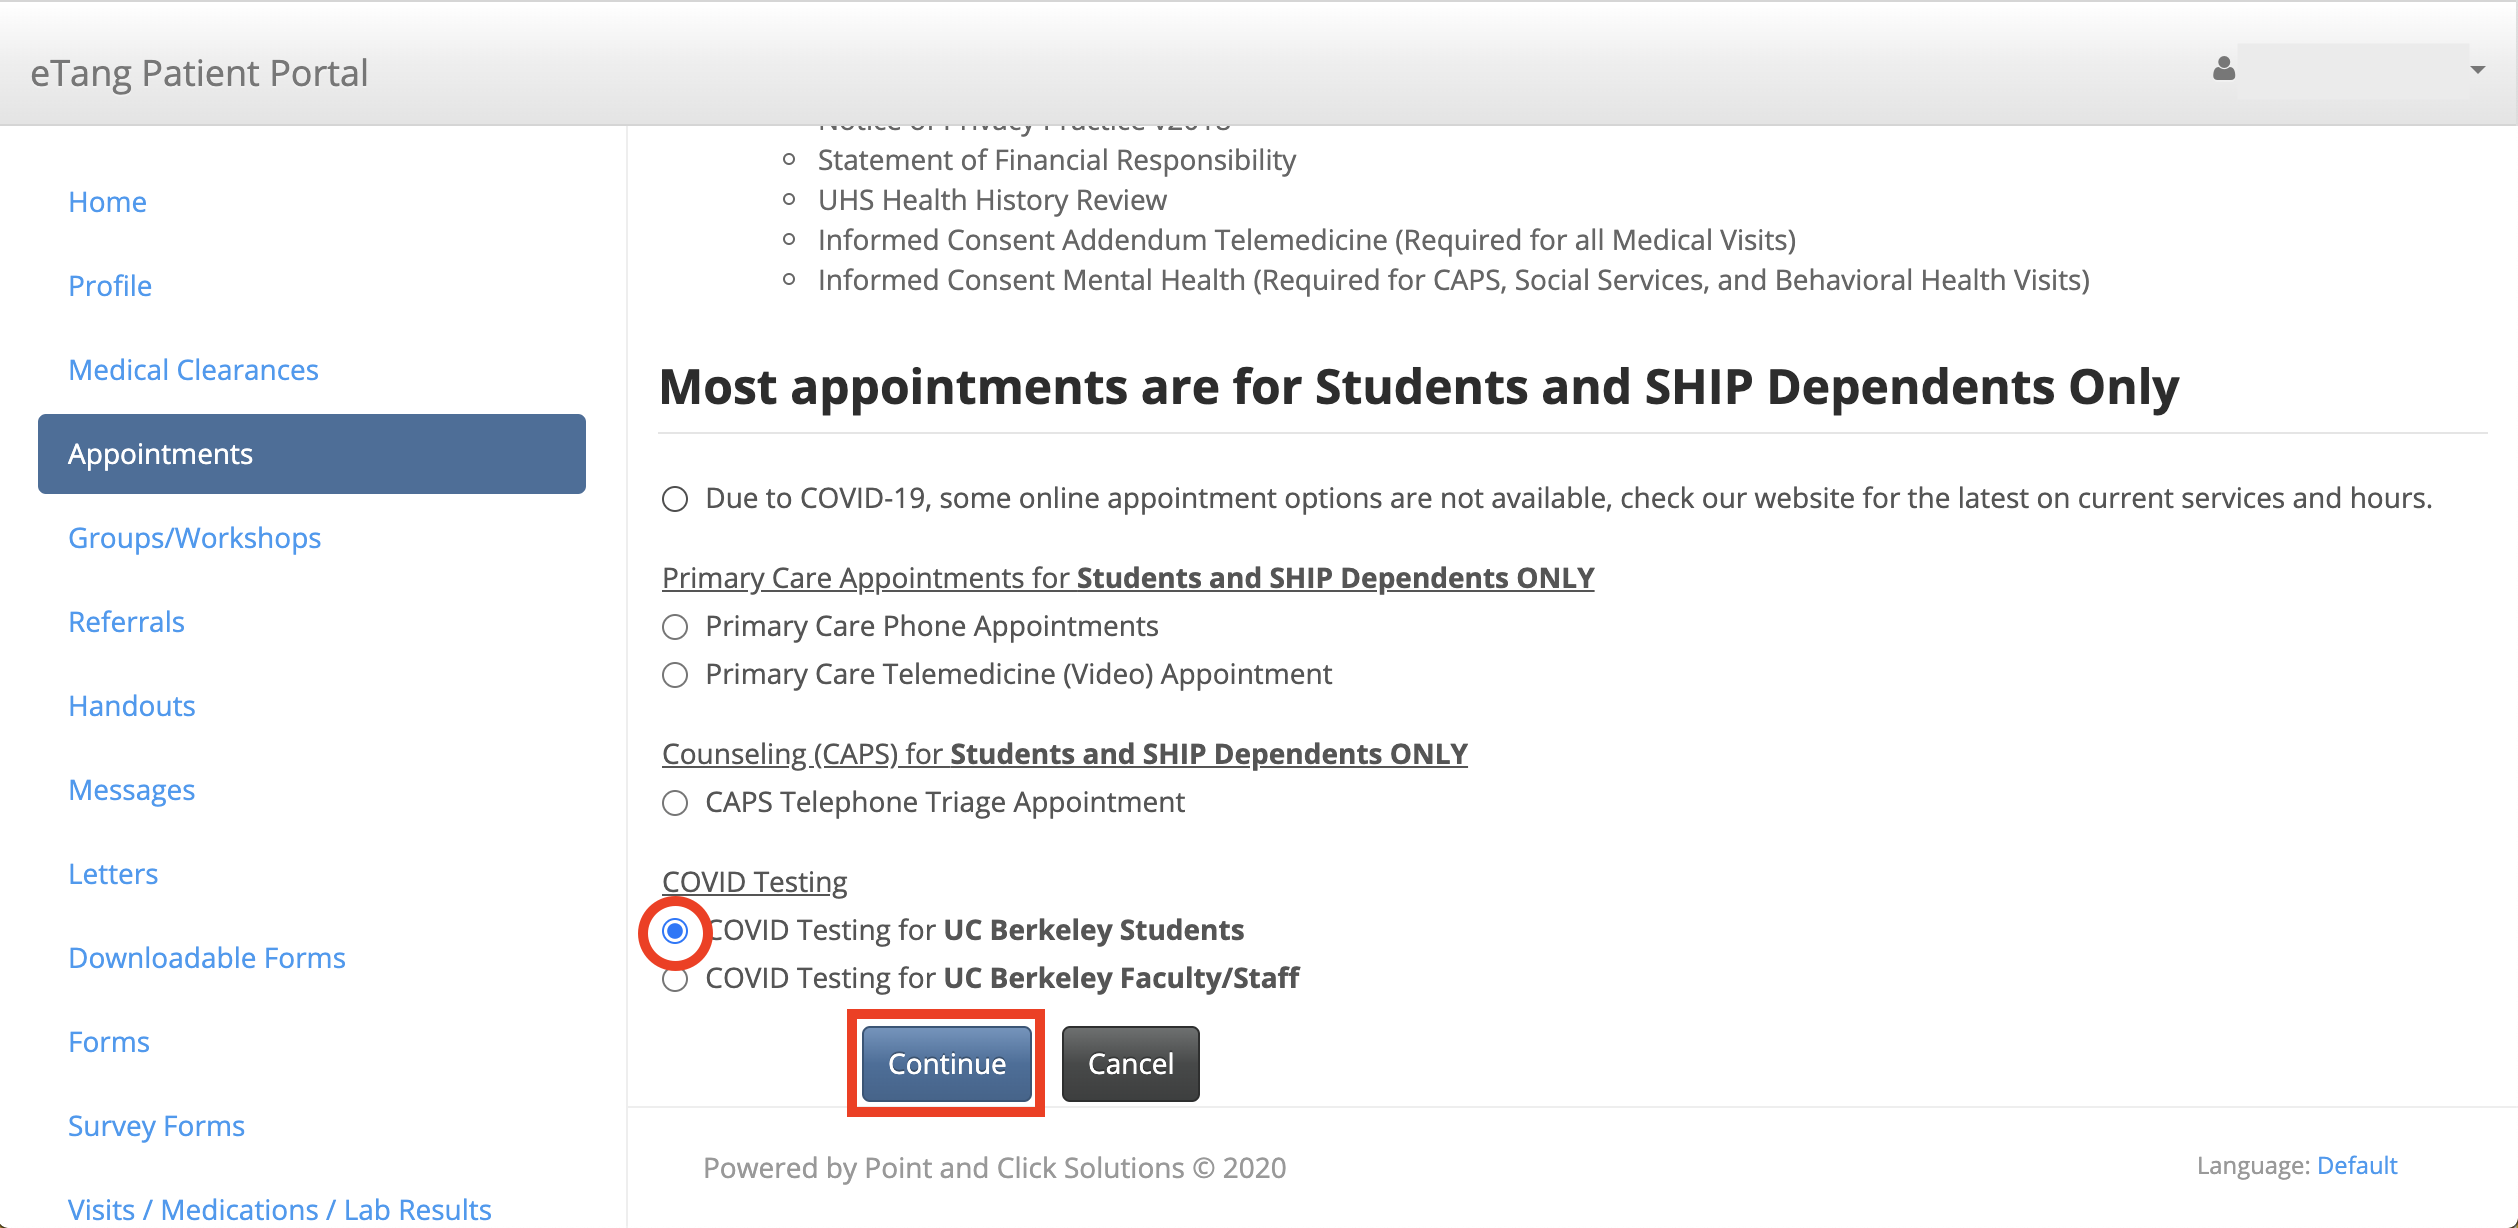 eTang Patient Portal
Home
Profile
Medical Clearances
Appointments
Groups/Workshops
Referrals
Handouts
Messages
Letters
Downloadable Forms
Forms
Survey Forms
Visits / Medications / Lab Results
Notice of Privacy Practice v2018
Statement of Financial Responsibility
UHS Health History Review
Informed Consent Addendum Telemedicine (Required for all Medical Visits)
Informed Consent Mental Health (Required for CAPS, Social Services, and Behavioral Health Visits)
Most appointments are for Students and SHIP Dependents Only
Due to COVID-19, some online appointment options are not available, check our website for the latest on current services and hours.
Primary Care Appointments for Students and SHIP Dependents ONLY
Primary Care Phone Appointments
Primary Care Telemedicine (Video) Appointment
Counseling (CAPS) for Students and SHIP Dependents ONLY
CAPS Telephone Triage Appointment
COVID Testing
COVID Testing for UC Berkeley Students
COVID Testing for UC Berkeley Faculty/Staff
Continue
Cancel
Powered by Point and Click Solutions © 2020
Language: Default